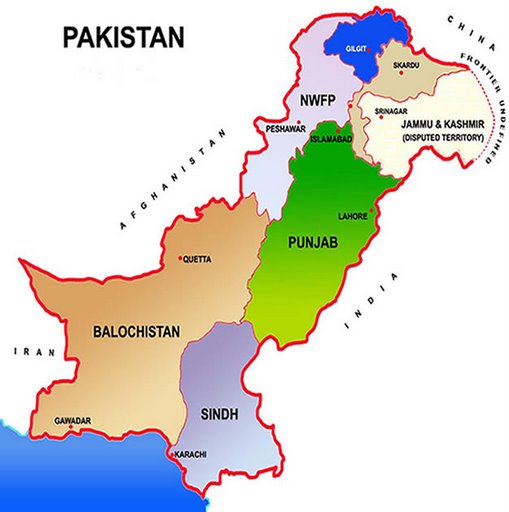 PAKISTAN
CHINA
FRONTIER UNDEFINED
GILGIT
SKARDU
NWFP
SRINAGAR
JAMMU & KASHMIR
(DISPUTED TERRITORY)
PESHAWAR
ISLAMABAD
AFGHANISTAN
LAHORE
PUNJAB
QUETTA
INDIA
BALOCHISTAN
IRAN
SINDH
GAWADAR
KARACHI